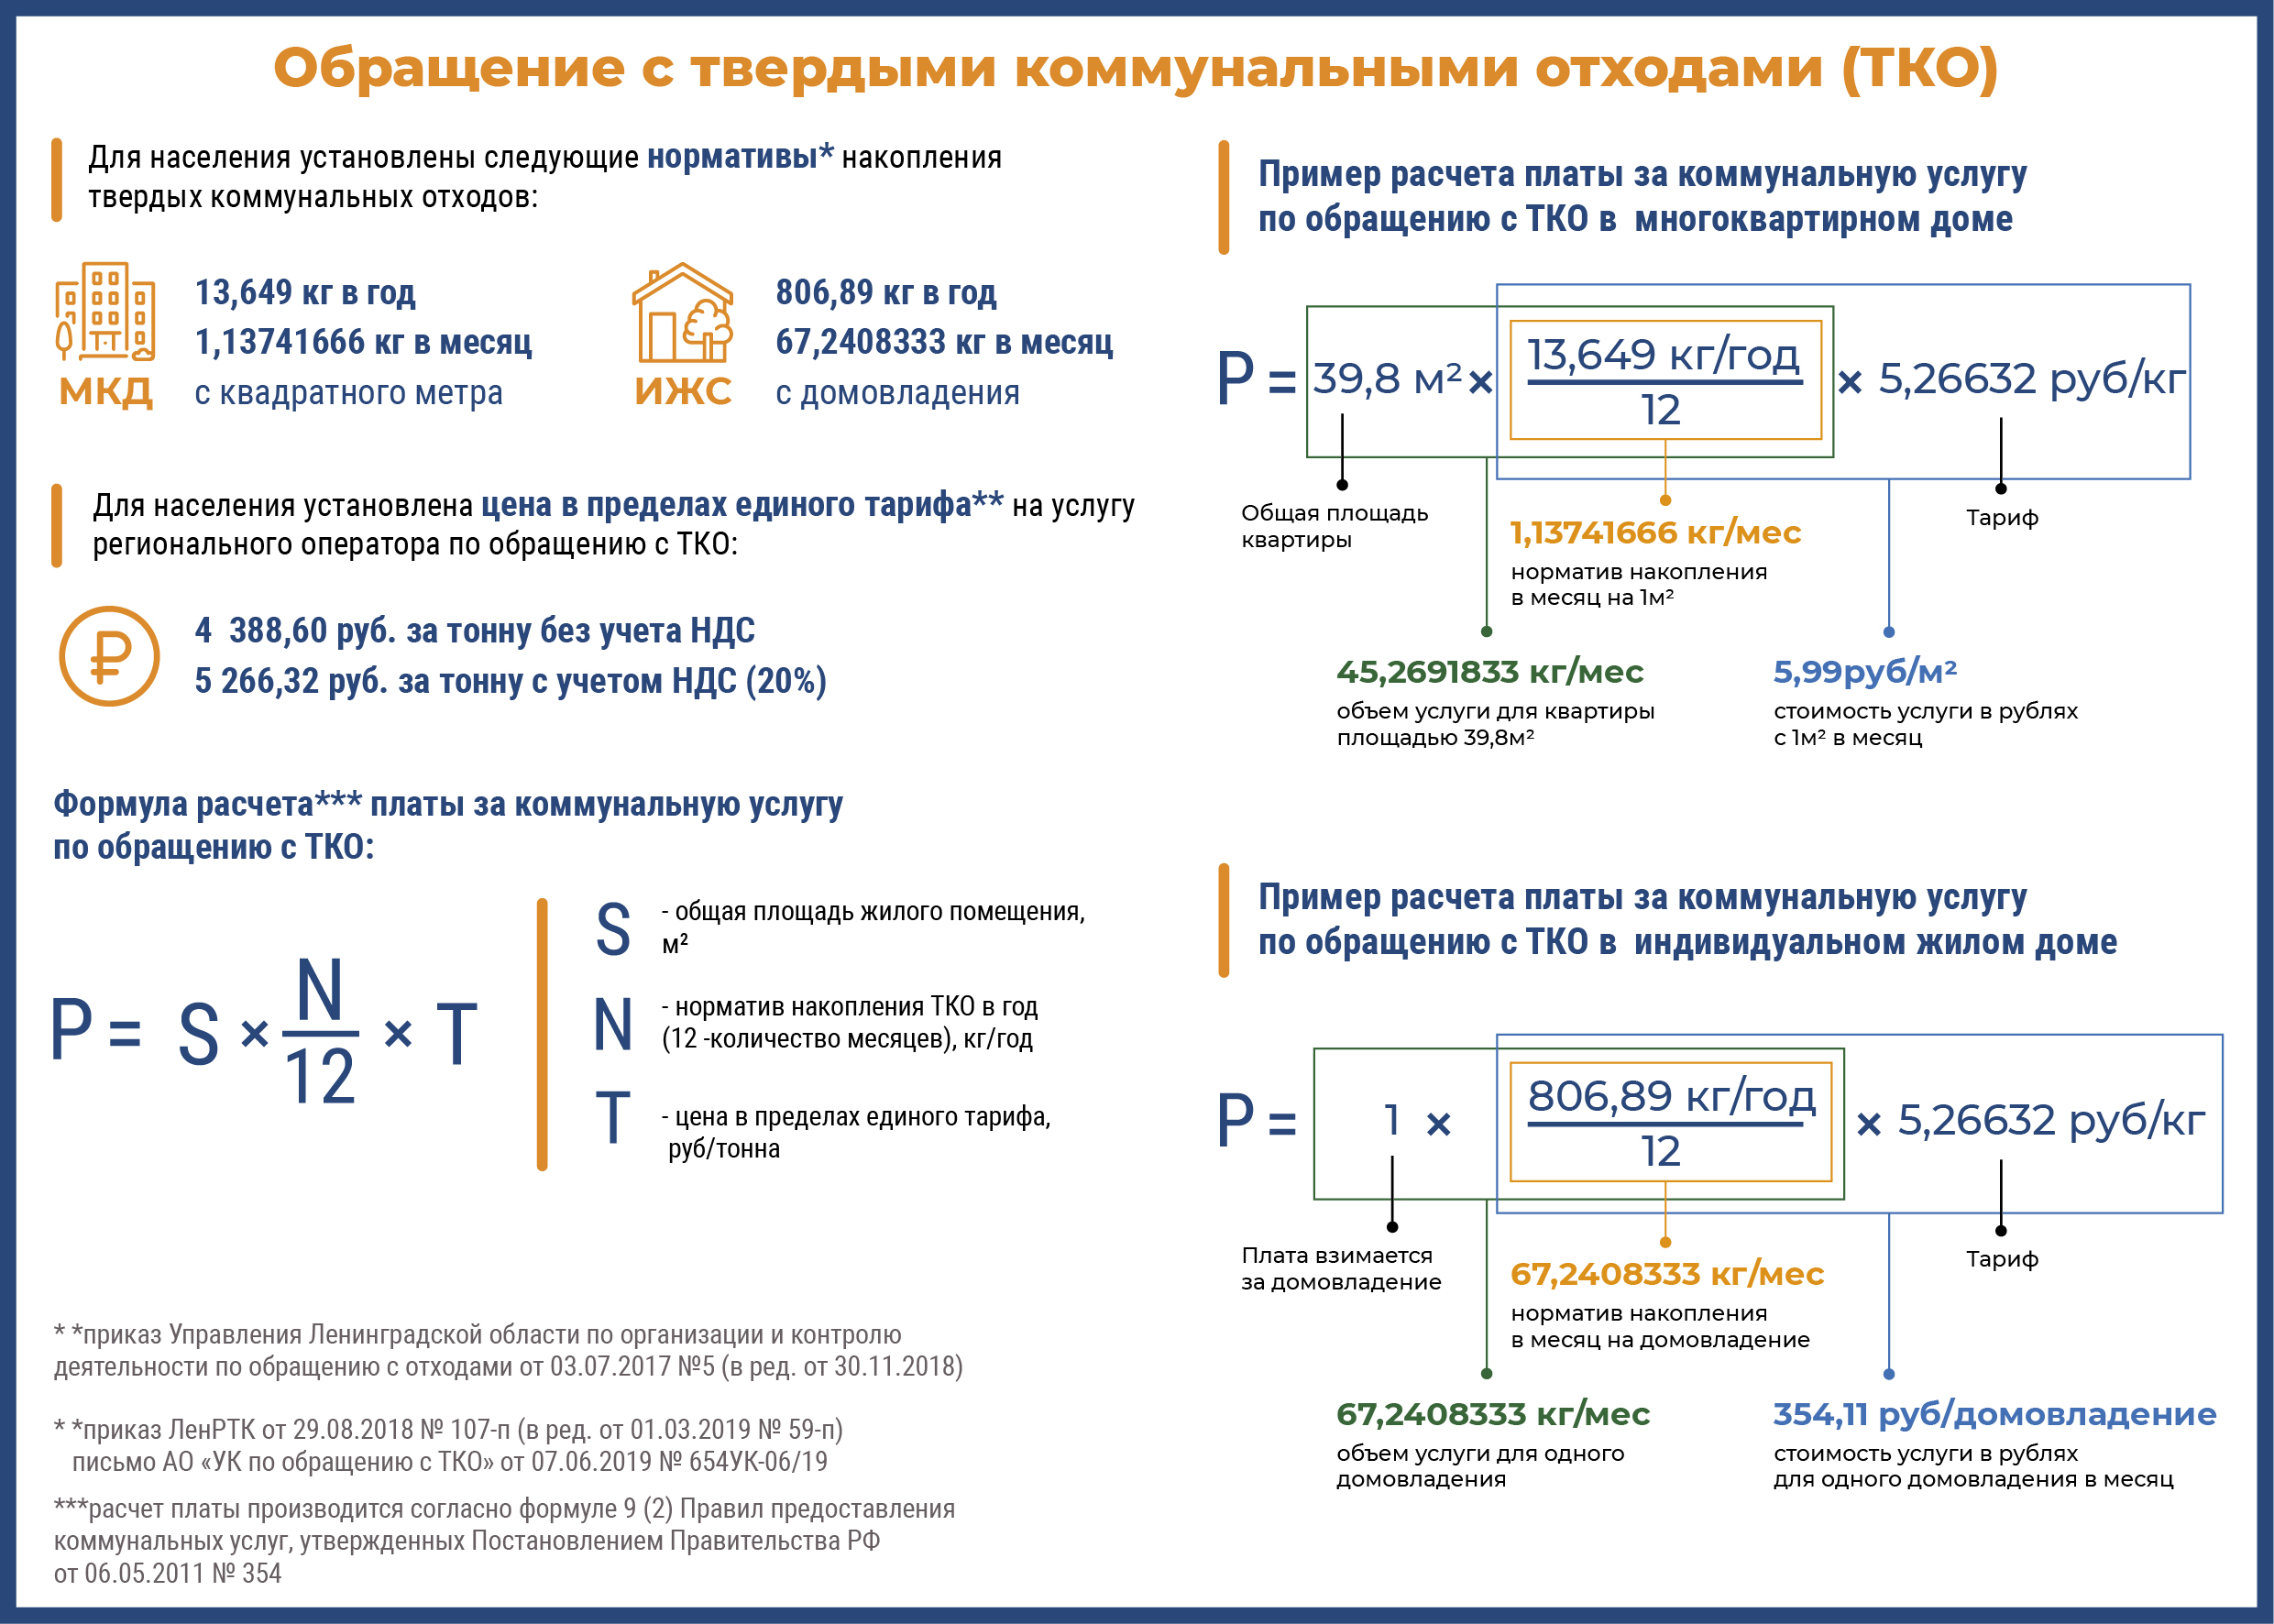 Обращение с твердыми коммунальными отходами (ТКО)
Для населения установлены следующие нормативы* накопления
твердых коммунальных отходов:
МКД
13,649 кг в год
1,13741666 кг в месяц
с квадратного метра
ИЖС
806,89 кг в год
67,2408333 кг в месяц
с домовладения
Для населения установлена цена в пределах единого тарифа** на услугу
регионального оператора по обращению с ТКО:
4 388,60 руб. за тонну без учета НДС
5 266,32 руб. за тонну с учетом НДС (20%)
Формула расчета*** платы за коммунальную услугу
по обращению с ТКО:
P = S × N/12 × T
S - общая площадь жилого помещения,
м²
N - норматив накопления ТКО в год
(12 -количество месяцев), кг/год
T - цена в пределах единого тарифа,
руб/тонна
* *приказ Управления Ленинградской области по организации и контролю
деятельности по обращению с отходами от 03.07.2017 №5 (в ред. от 30.11.2018)
* *приказ ЛенРТК от 29.08.2018 № 107-п (в ред. от 01.03.2019 № 59-п)
письмо АО «УК по обращению с ТКО» от 07.06.2019 № 654УК-06/19
***расчет платы производится согласно формуле 9 (2) Правил предоставления
коммунальных услуг, утвержденных Постановлением Правительства РФ
от 06.05.2011 № 354
Пример расчета платы за коммунальную услугу
по обращению с ТКО в многоквартирном доме
P = 39,8 м² × 13,649 кг/год / 12 × 5,26632 руб/кг
Общая площадь
квартиры
1,13741666 кг/мес
норматив накопления
в месяц на 1м²
Тариф
45,2691833 кг/мес
объем услуги для квартиры
площадью 39,8м²
5,99руб/м²
стоимость услуги в рублях
с 1м² в месяц
Пример расчета платы за коммунальную услугу
по обращению с ТКО в индивидуальном жилом доме
P = 1 × 806,89 кг/год / 12 × 5,26632 руб/кг
Плата взимается
за домовладение
67,2408333 кг/мес
норматив накопления
в месяц на домовладение
Тариф
67,2408333 кг/мес
объем услуги для одного
домовладения
354,11 руб/домовладение
стоимость услуги в рублях
для одного домовладения в месяц